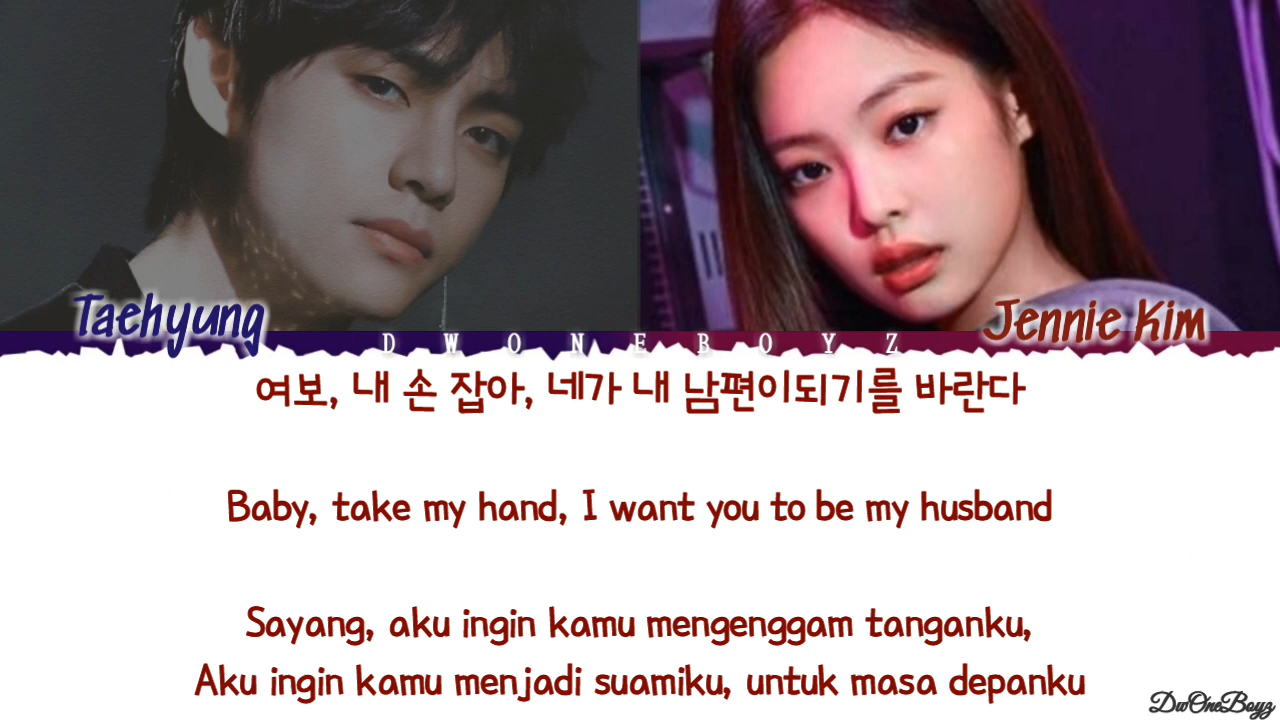 Taehyung
Jennie Kim
DWONEBOYZ
여보, 내 손 잡아, 네가 내 남편이되기를 바란다
Baby, take my hand, I want you to be my husband
Sayang, aku ingin kamu mengenggam tanganku,
Aku ingin kamu menjadi suamiku, untuk masa depanku
DwOneBoyz